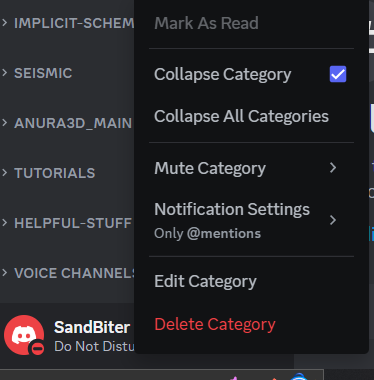 IMPLICIT-SCHEM
SEISMIC
ANURA3D_MAIN
TUTORIALS
HELPFUL-STUFF
VOICE CHANNELS
SandBiter
Do Not Distu
Mark As Read
Collapse Category
Collapse All Categories
Mute Category
Notification Settings
Only @mentions
Edit Category
Delete Category